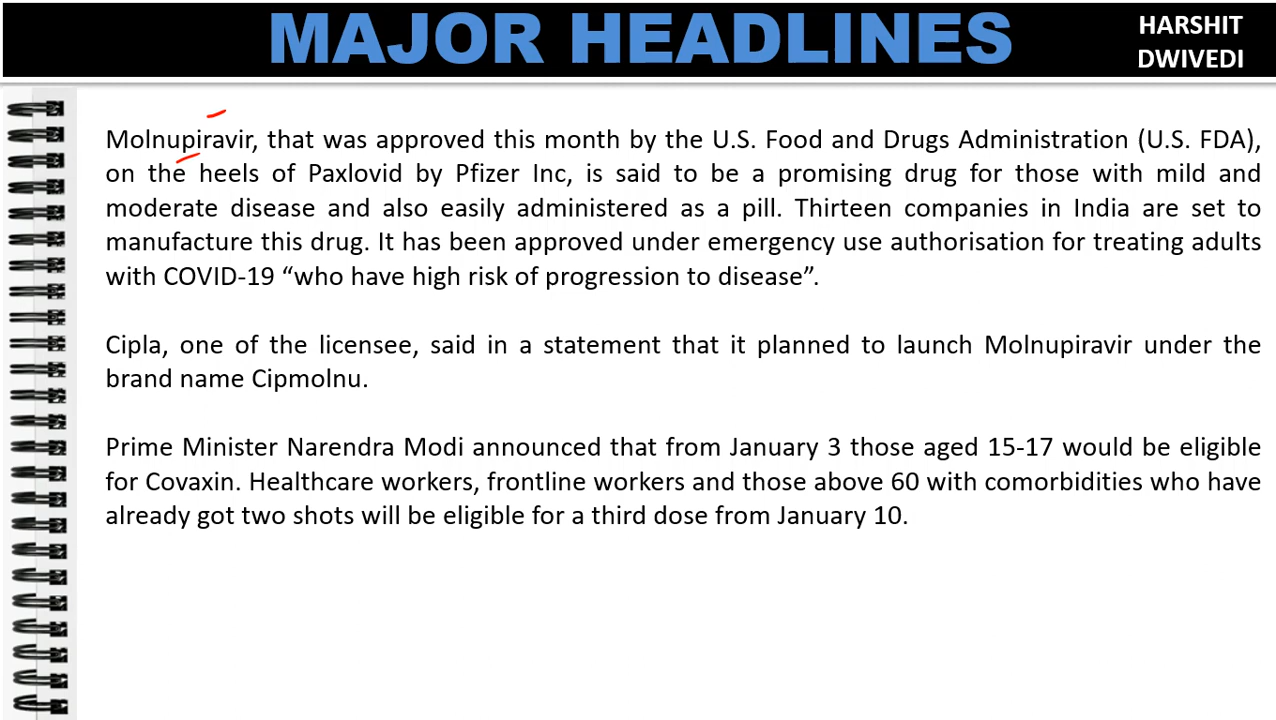 MAJOR HEADLINES
HARSHIT
DWIVEDI
Molnupiravir, that was approved this month by the U.S. Food and Drugs Administration (U.S. FDA),
on the heels of Paxlovid by Pfizer Inc, is said to be a promising drug for those with mild and
moderate disease and also easily administered as a pill. Thirteen companies in India are set to
manufacture this drug. It has been approved under emergency use authorisation for treating adults
with COVID-19 “who have high risk of progression to disease”.
Cipla, one of the licensee, said in a statement that it planned to launch Molnupiravir under the
brand name Cipmolnu.
Prime Minister Narendra Modi announced that from January 3 those aged 15-17 would be eligible
for Covaxin. Healthcare workers, frontline workers and those above 60 with comorbidities who have
already got two shots will be eligible for a third dose from January 10.